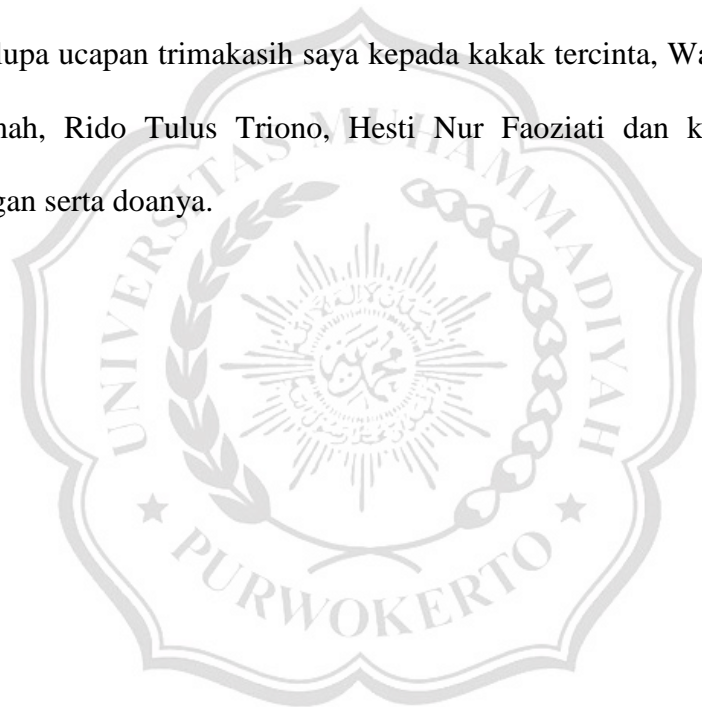 lupa ucapan trimakasih saya kepada kakak tercinta, Wa
nah, Rido Tulus Triono, Hesti Nur Faoziati dan k
gan serta doanya.
UNIVERSITAS MUHAMMADIYAH
PURWOKERTO